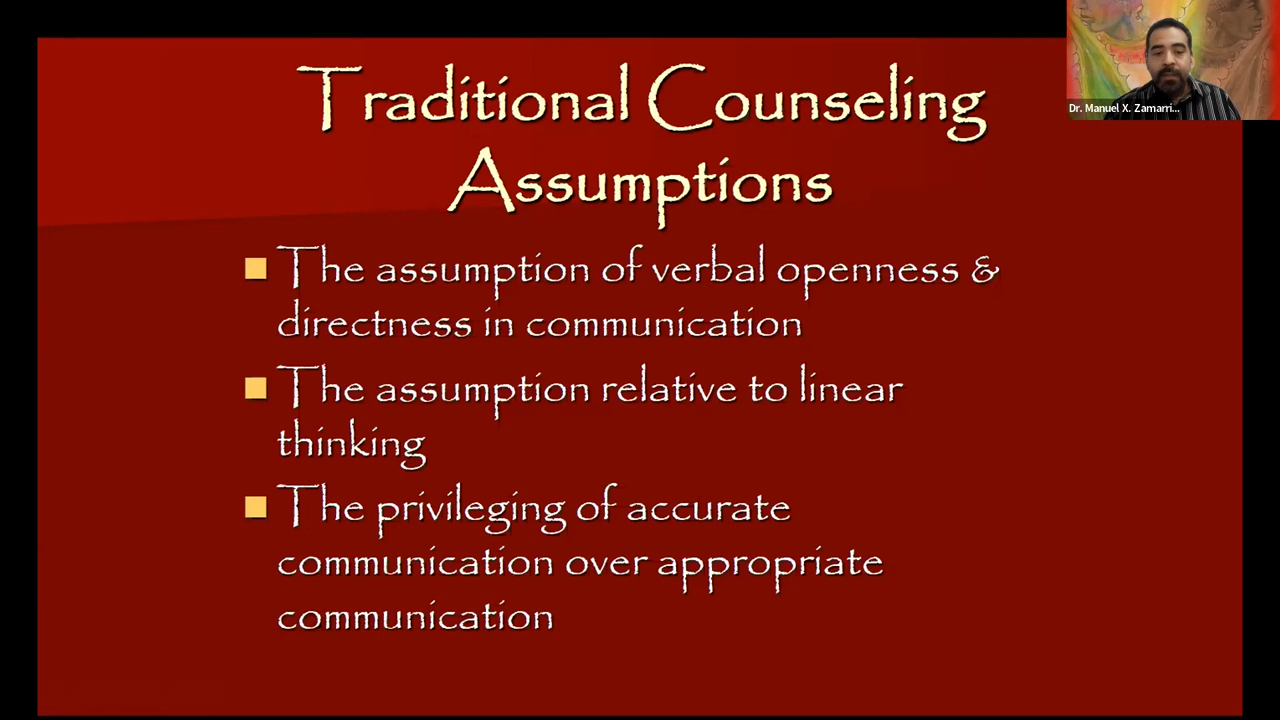 Traditional Counseling
Assumptions
The assumption of verbal openness &
directness in communication
The assumption relative to linear
thinking
The privileging of accurate
communication over appropriate
communication
Dr. Manuel X. Zamarri...